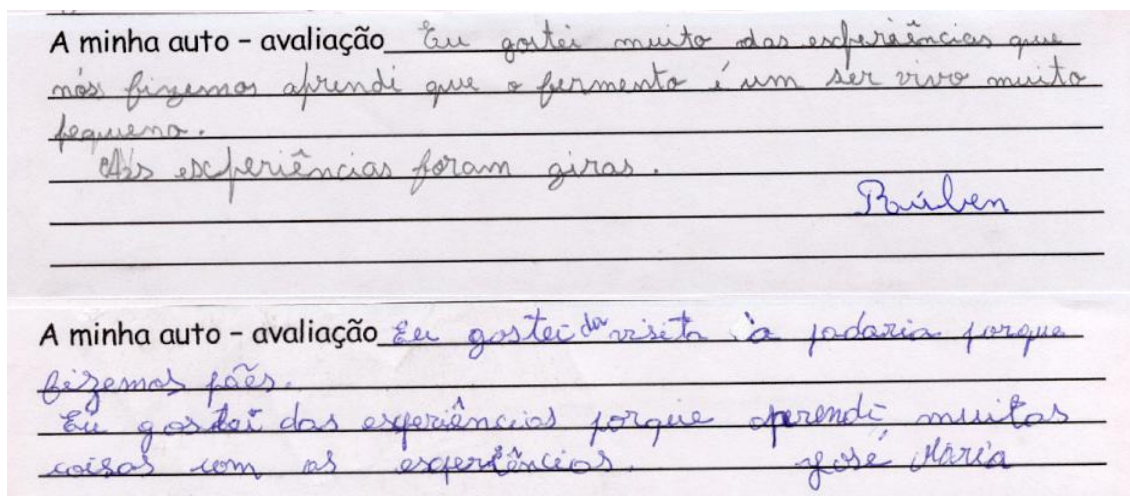 A minha auto - avaliação Eu gostei muito das experiências que
nós fizemos aprendi que o fermento é um ser vivo muito
pequeno.
As experiências foram giras.
Rúben
A minha auto - avaliação Eu gostei da visita à padaria porque
fizemos pães.
Eu gostei das experiências porque aprendi muitas
coisas com as experiências. José Maria